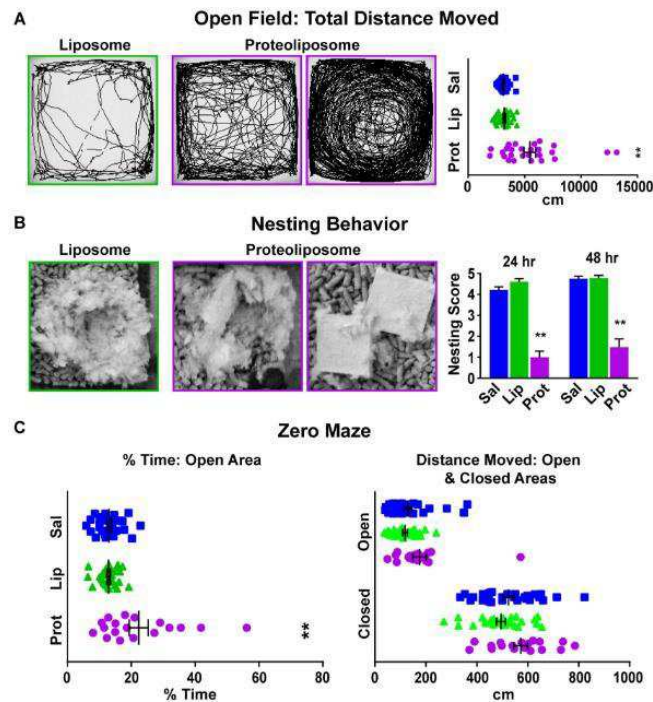 A
Open Field: Total Distance Moved
Liposome
Proteoliposome
Sal
Lip
Prot
**
0
5000
10000
15000
cm
B
Nesting Behavior
Liposome
Proteoliposome
Nesting Score
5
4
3
2
1
0
24 hr
48 hr
**
**
Sal
Lip
Prot
Sal
Lip
Prot
C
Zero Maze
% Time: Open Area
Sal
Lip
Prot
**
0
20
40
60
80
% Time
Distance Moved: Open
& Closed Areas
Open
Closed
0
200
400
600
800
1000
cm